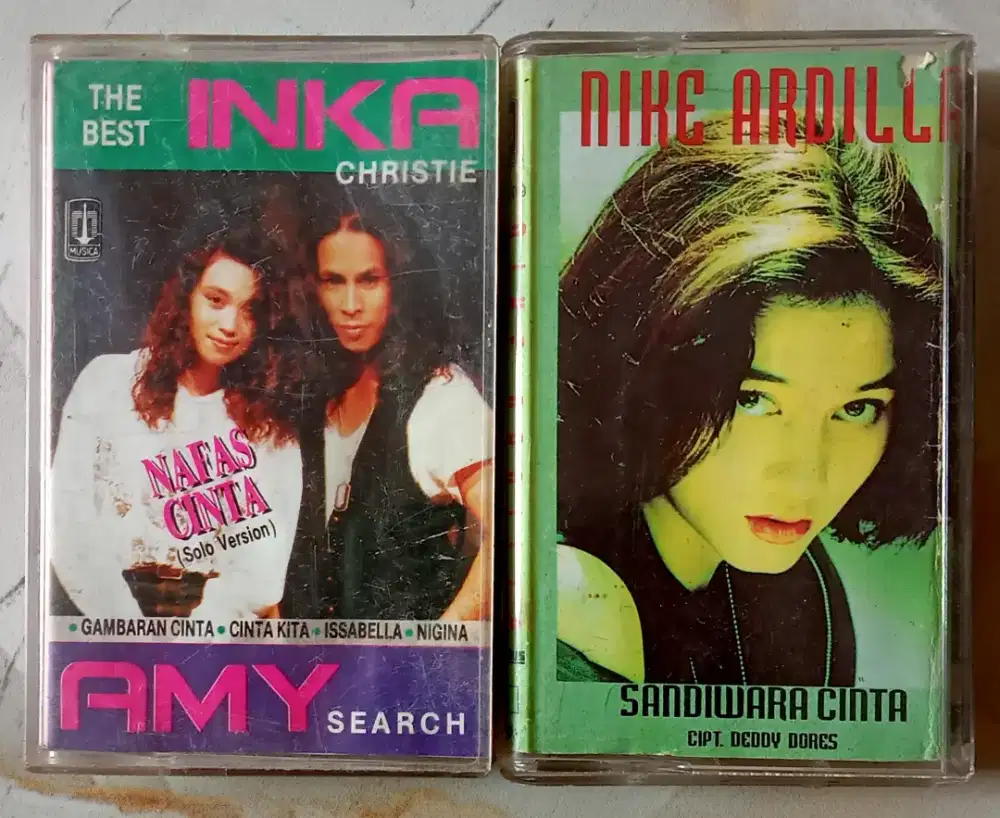 THE BEST
INKA
CHRISTIE
MUSICA
NAFAS
CINTA
(Solo Version)
• GAMBARAN CINTA • CINTA KITA • ISSABELLA • NIGINA
AMY SEARCH
NIKE ARDILLA
SANDIWARA CINTA
CIPT. DEDDY DORES